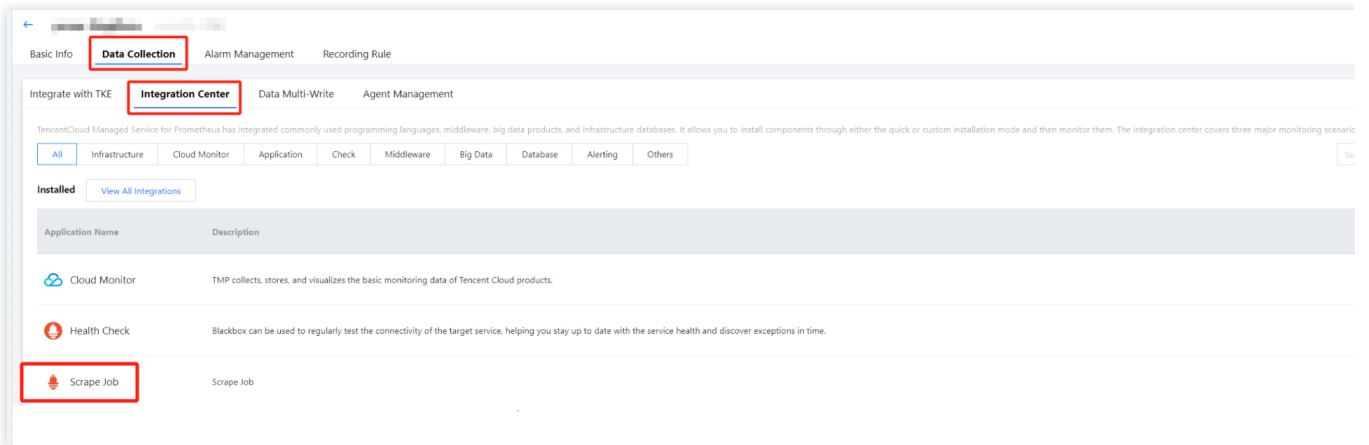 Basic Info Data Collection Alarm Management Recording Rule
Integrate with TKE Integration Center Data Multi-Write Agent Management
TencentCloud Managed Service for Prometheus has integrated commonly used programming languages, middleware, big data products, and infrastructure databases. It allows you to install components through either the quick or custom installation mode and then monitor them. The integration center covers three major monitoring scenario
All Infrastructure Cloud Monitor Application Check Middleware Big Data Database Alerting Others Sea
Installed View All Integrations
Application Name Description
Cloud Monitor TMP collects, stores, and visualizes the basic monitoring data of Tencent Cloud products.
Health Check Blackbox can be used to regularly test the connectivity of the target service, helping you stay up to date with the service health and discover exceptions in time.
Scrape Job Scrape Job